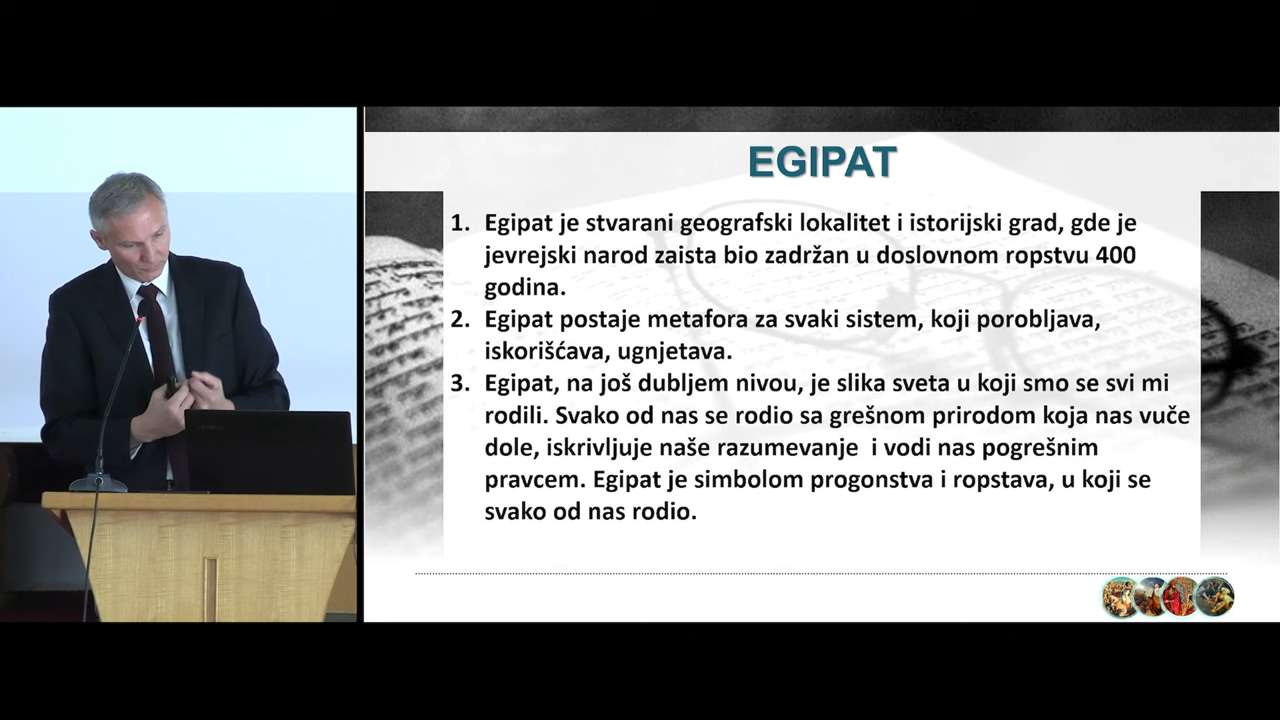 EGIPAT
1. Egipat je stvarani geografski lokalitet i istorijski grad, gde je
jevrejski narod zaista bio zadržan u doslovnom ropstvu 400
godina.
2. Egipat postaje metafora za svaki sistem, koji porobljava,
iskorišćava, ugnjetava.
3. Egipat, na još dubljem nivou, je slika sveta u koji smo se svi mi
rodili. Svako od nas se rodio sa grešnom prirodom koja nas vuče
dole, iskrivljuje naše razumevanje  i vodi nas pogrešnim
pravcem. Egipat je simbolom progonstva i ropstava, u koji se
svako od nas rodio.